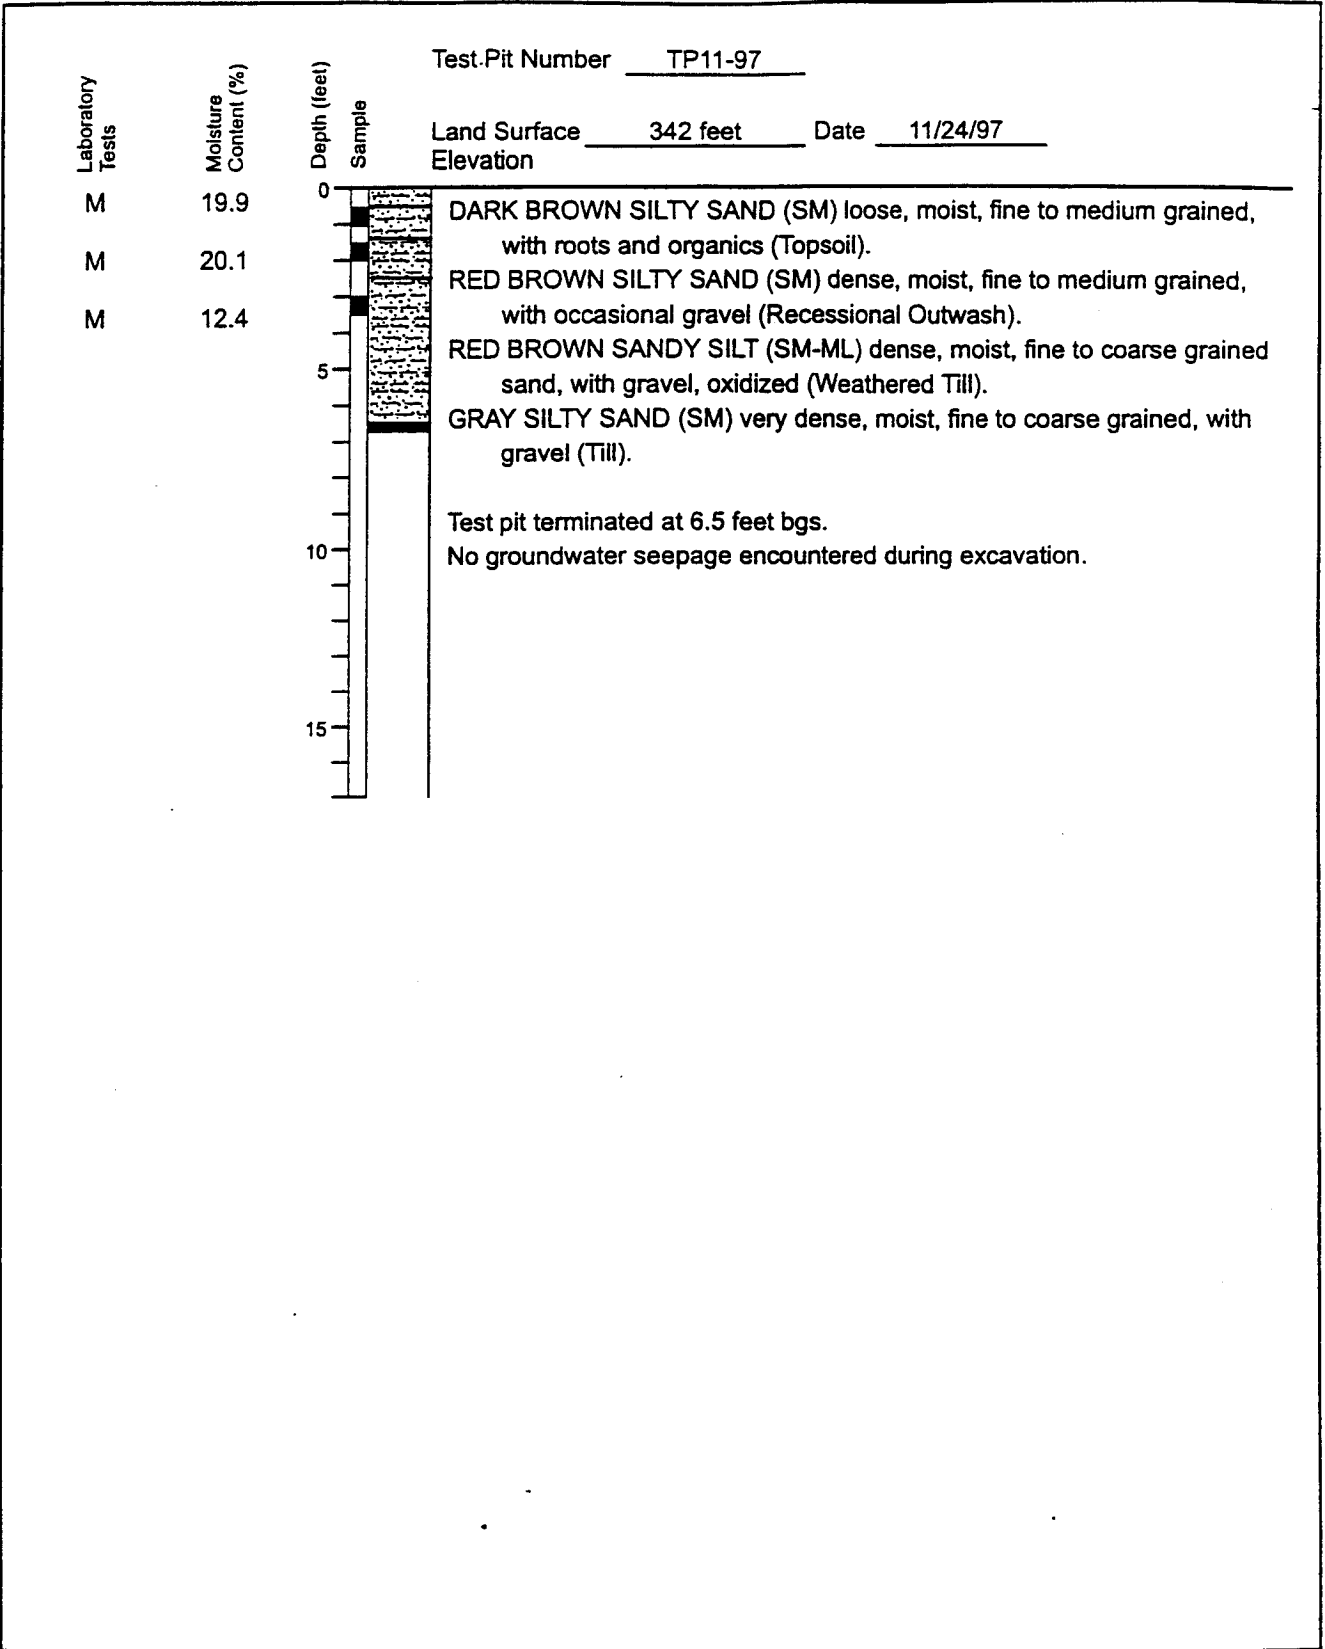 Test Pit Number TP11-97
Laboratory Tests
Moisture Content (%)
Depth (feet)
Sample
Land Surface Elevation 342 feet Date 11/24/97
0
M 19.9
DARK BROWN SILTY SAND (SM) loose, moist, fine to medium grained,
with roots and organics (Topsoil).
M 20.1
RED BROWN SILTY SAND (SM) dense, moist, fine to medium grained,
with occasional gravel (Recessional Outwash).
M 12.4
RED BROWN SANDY SILT (SM-ML) dense, moist, fine to coarse grained
5
sand, with gravel, oxidized (Weathered Till).
GRAY SILTY SAND (SM) very dense, moist, fine to coarse grained, with
gravel (Till).
Test pit terminated at 6.5 feet bgs.
10
No groundwater seepage encountered during excavation.
15